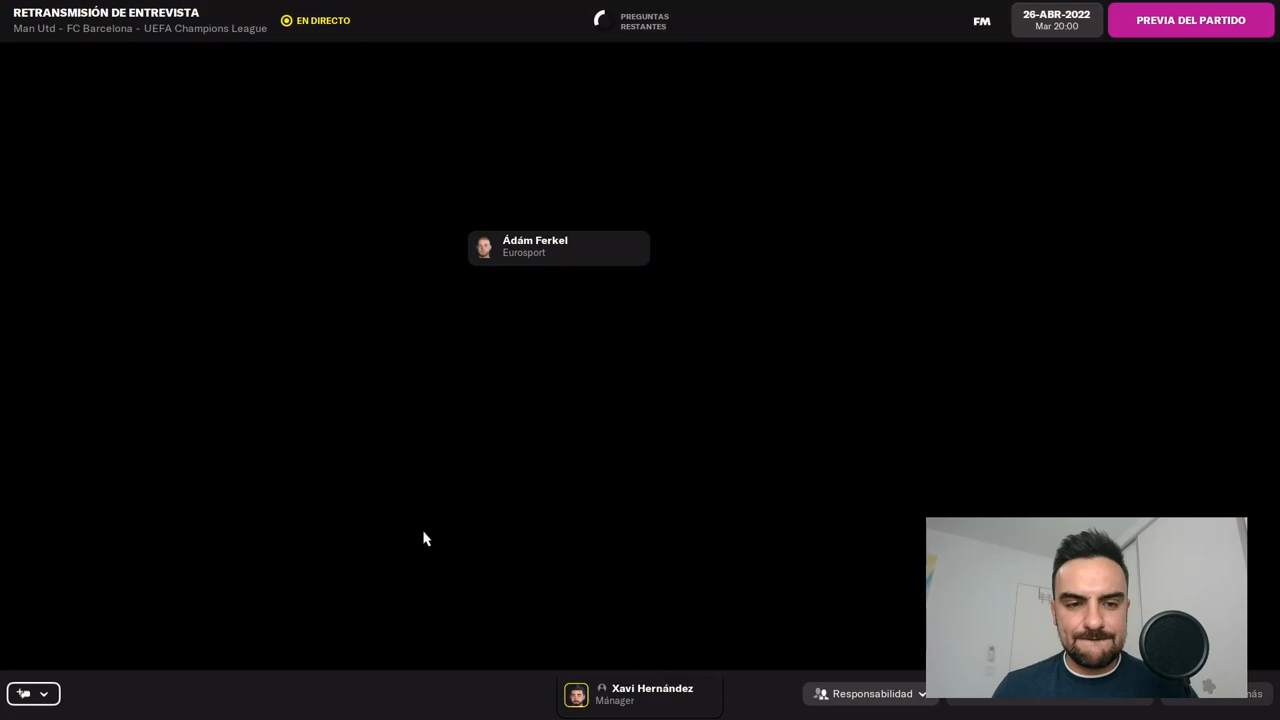 RETRANSMISIÓN DE ENTREVISTA
Man Utd - FC Barcelona - UEFA Champions League
EN DIRECTO
PREGUNTAS
RESTANTES
FM
26-ABR-2022
Mar 20:00
PREVIA DEL PARTIDO
Ádám Ferkel
Eurosport
Xavi Hernández
Mánager
Responsabilidad
más